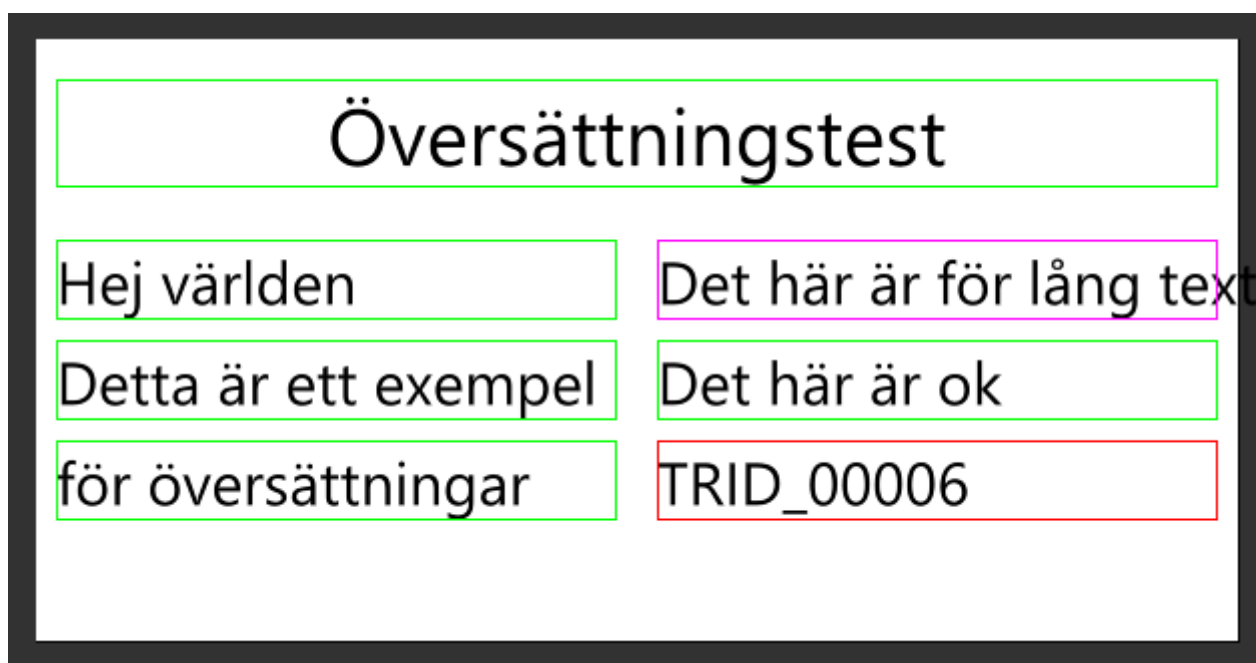 Översättningstest
Hej världen
Det här är för lång text
Detta är ett exempel
Det här är ok
för översättningar
TRID_00006